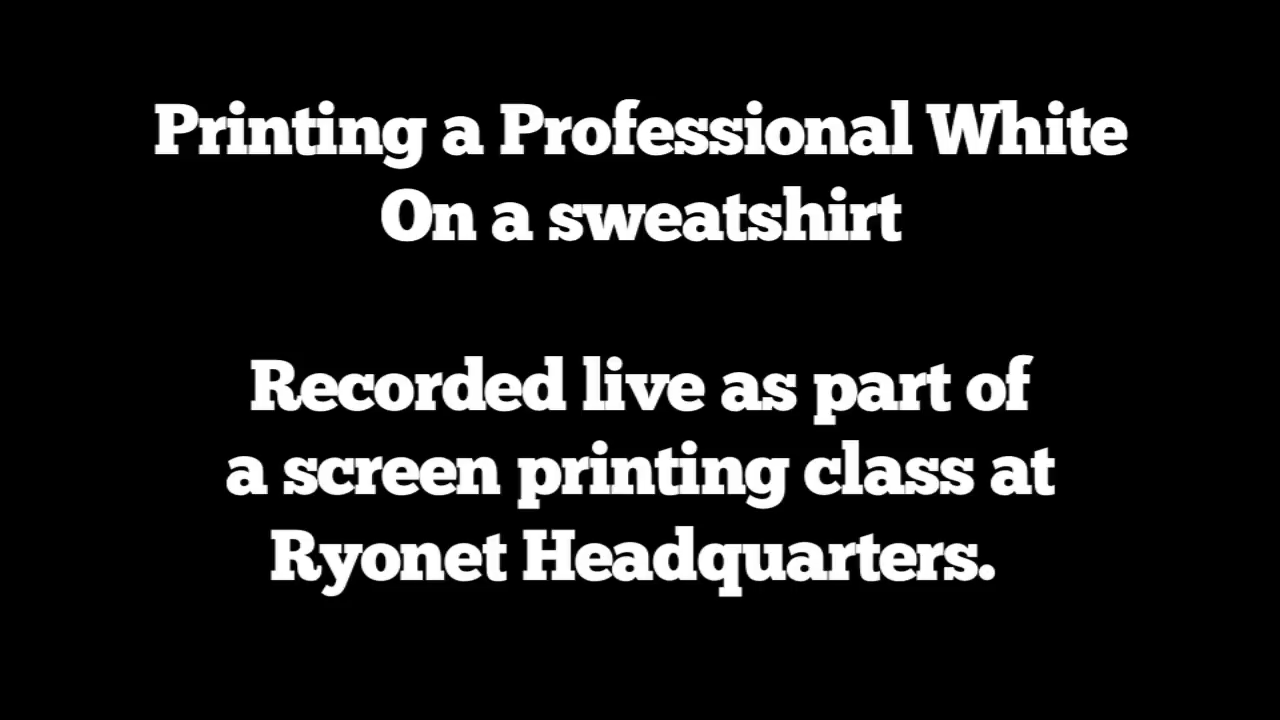 Printing a Professional White
On a sweatshirt
Recorded live as part of
a screen printing class at
Ryonet Headquarters.